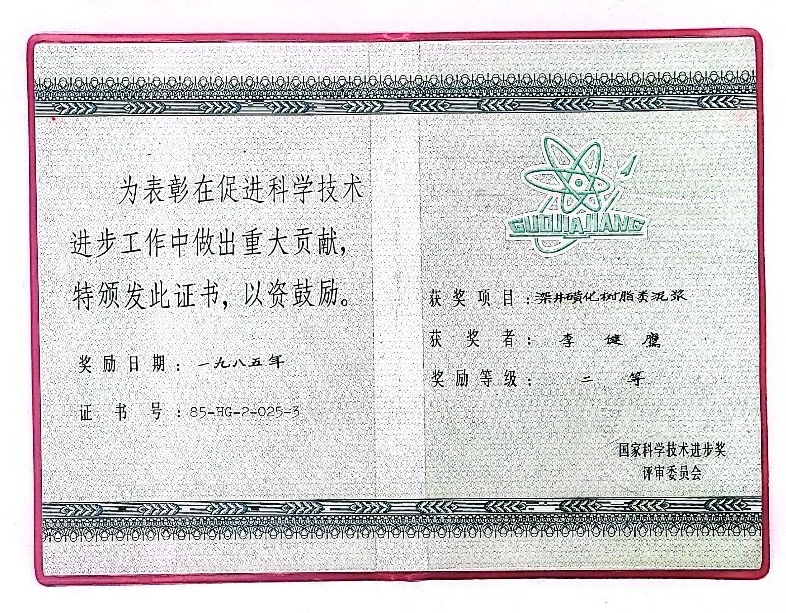 为表彰在促进科学技术
进步工作中做出重大贡献，
特颁发此证书，以资鼓励。
奖励日期：一九八五年
证书号：85-HG-2-025-3
GUOJIAJIANG
获奖项目：深井磺化树脂类泥浆
获奖者：李健鹰
奖励等级：二等
国家科学技术进步奖
评审委员会